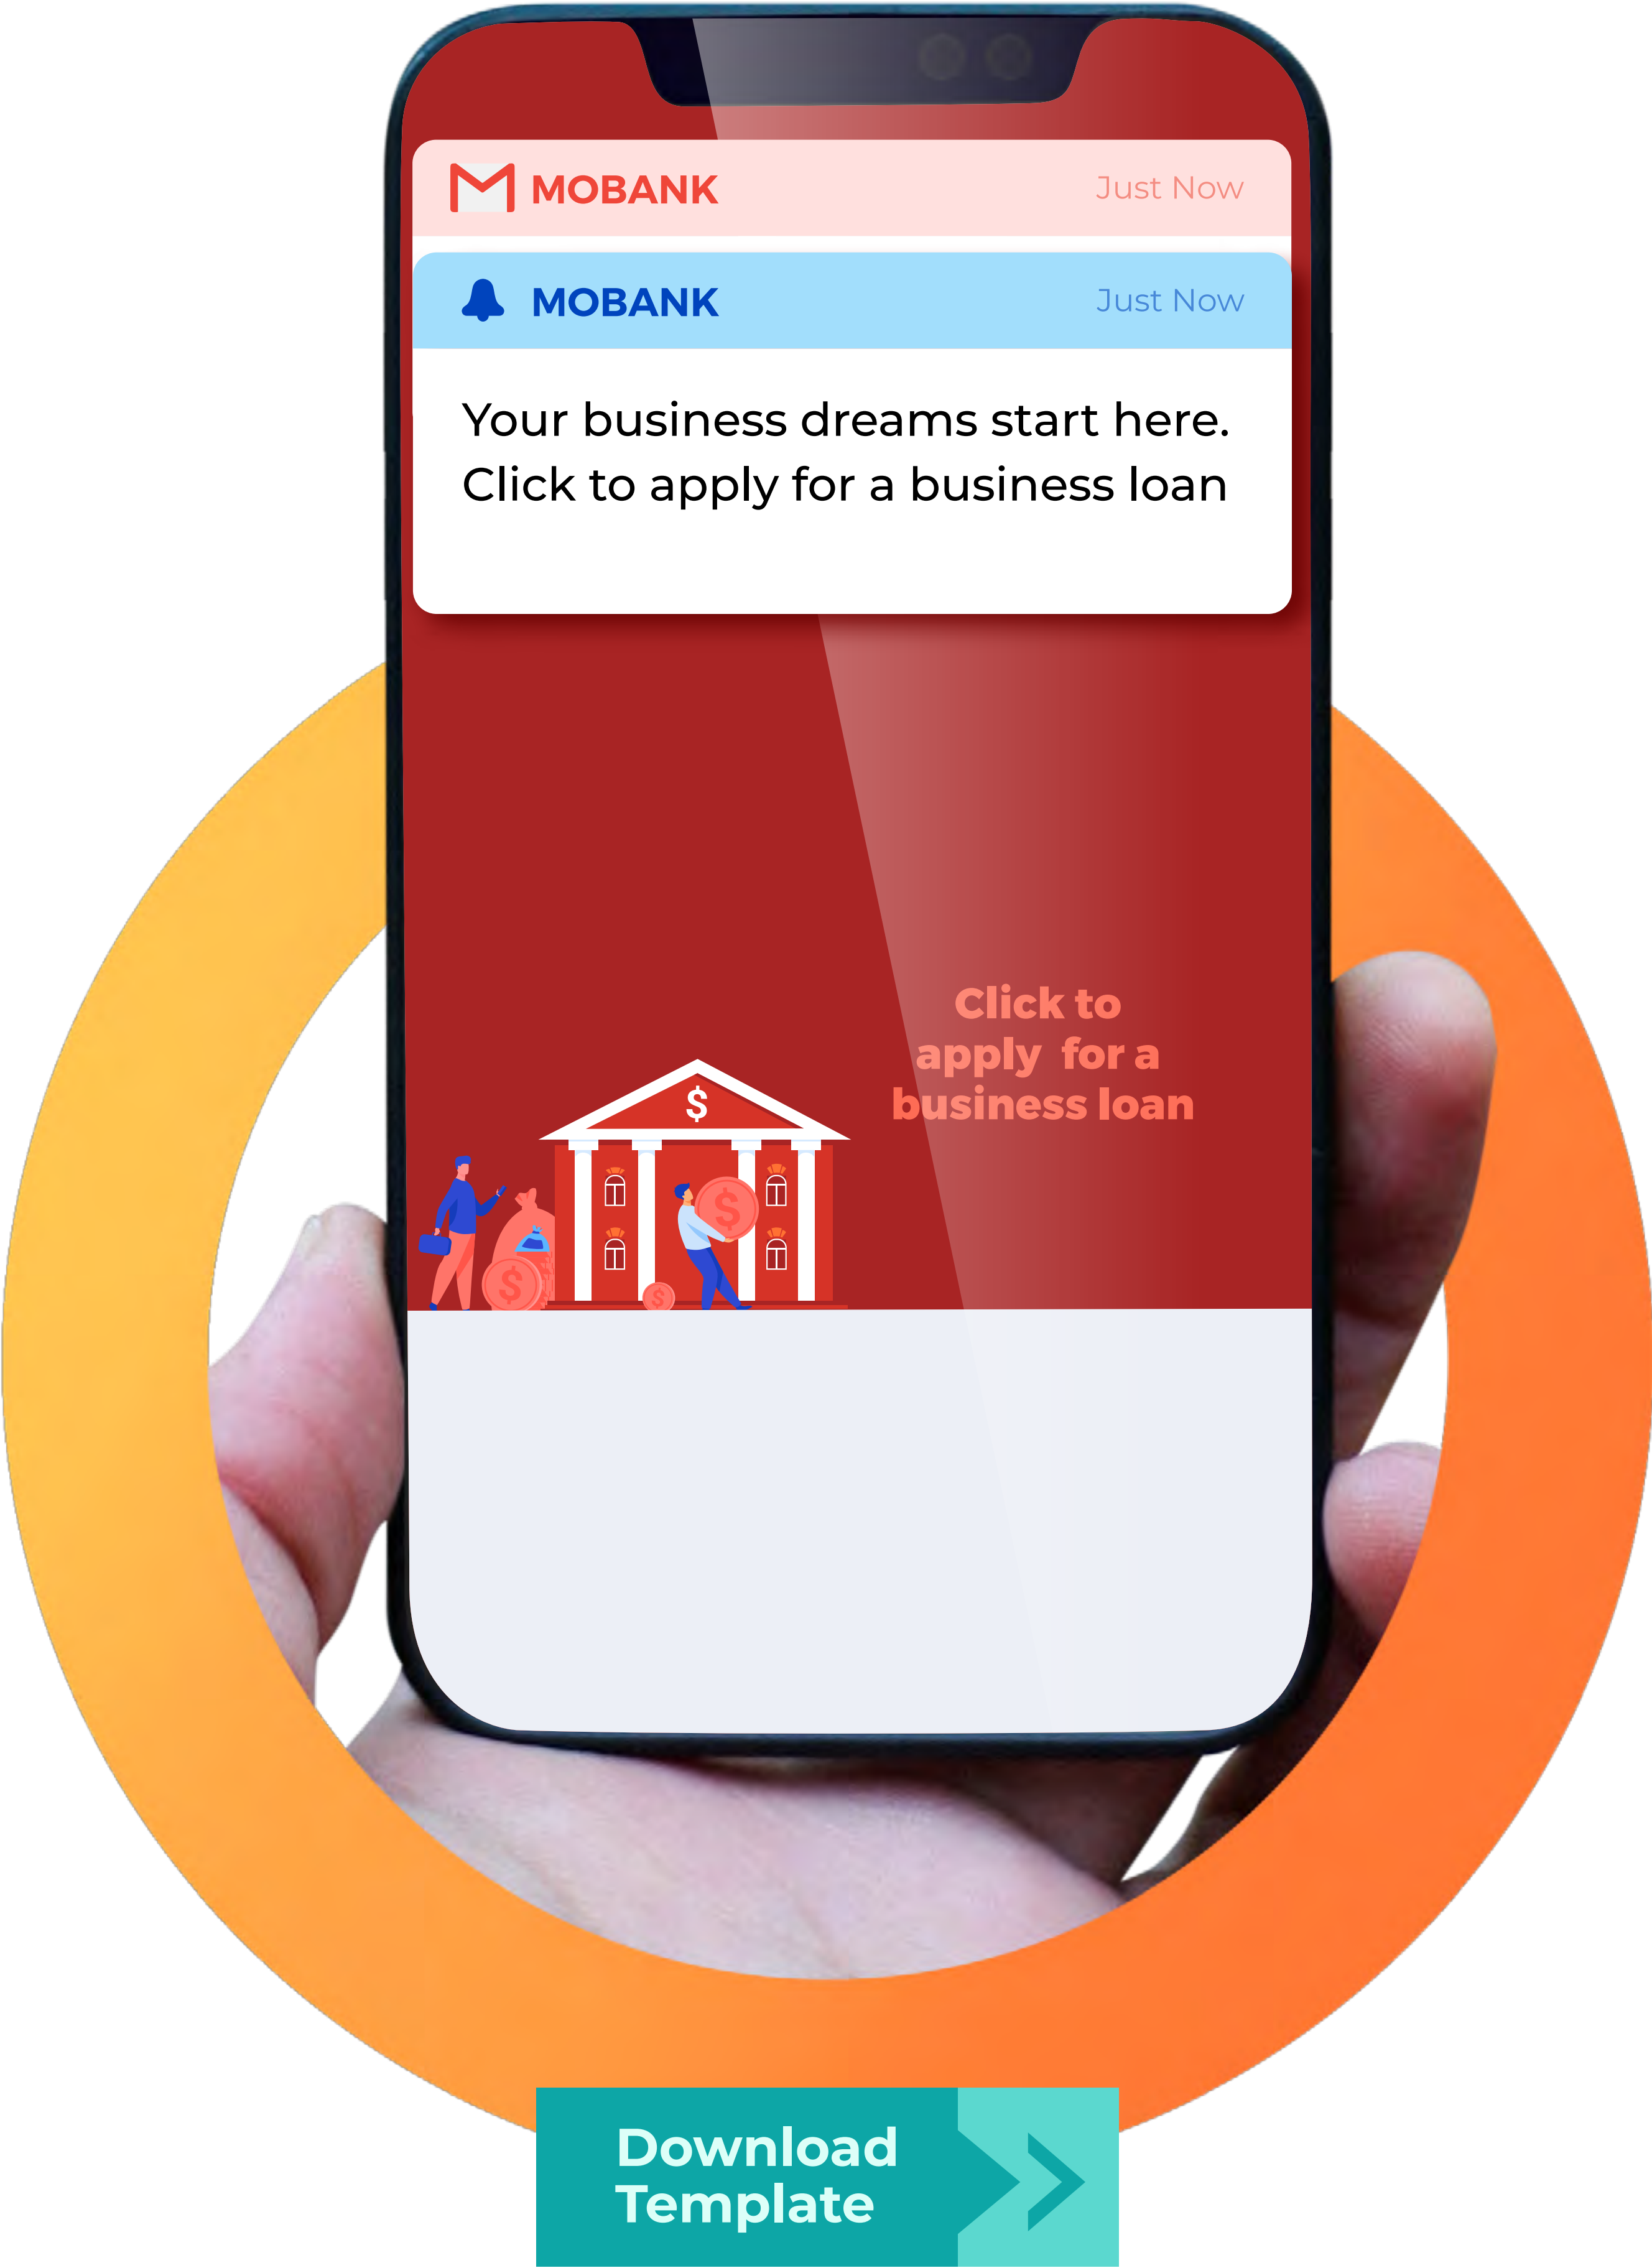 MOBANK Just Now
MOBANK Just Now
Your business dreams start here.
Click to apply for a business loan
Click to
apply for a
business loan
$
$
$
$
Download
Template